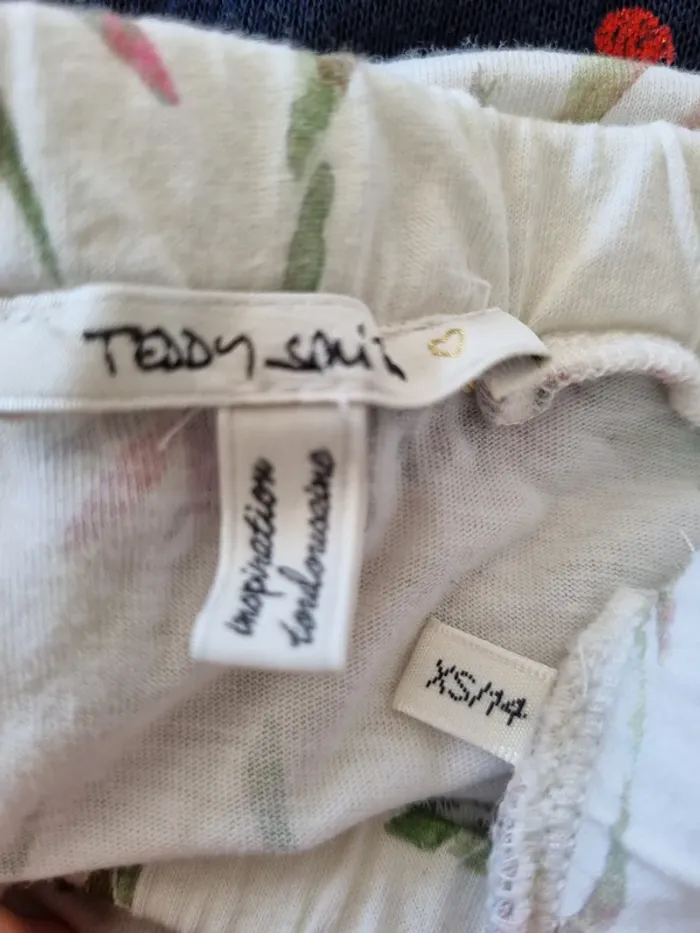 TEDDY SMITH
inspiration
toulousaine
XS/14